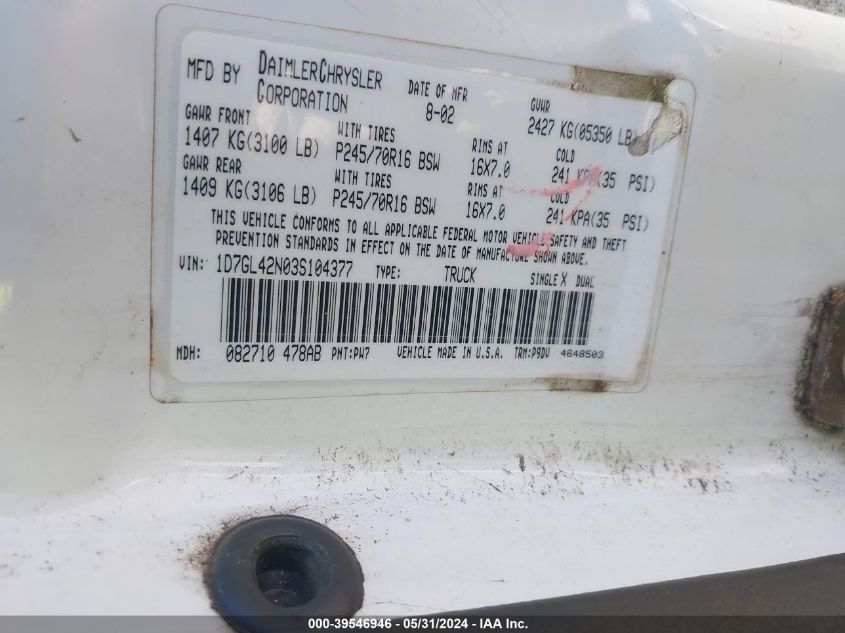 MFD BY DAIMLERCHRYSLER CORPORATION DATE OF MFR 8-02 GVWR 2427 KG(05350 LB)
GAWR FRONT WITH TIRES RIMS AT COLD
1407 KG(3100 LB) P245/70R16 BSW 16X7.0 241 KPA(35 PSI)
GAWR REAR WITH TIRES RIMS AT COLD
1409 KG(3106 LB) P245/70R16 BSW 16X7.0 241 KPA(35 PSI)
THIS VEHICLE CONFORMS TO ALL APPLICABLE FEDERAL MOTOR VEHICLE SAFETY AND THEFT
PREVENTION STANDARDS IN EFFECT ON THE DATE OF MANUFACTURE SHOWN ABOVE.
VIN: 1D7GL42N03S104377 TYPE: TRUCK SINGLE X DUAL
MDH: 082710 478AB PNT:PW7 VEHICLE MADE IN U.S.A. TRM:P9DV 4648503
000-39546946 - 05/31/2024 - IAA Inc.